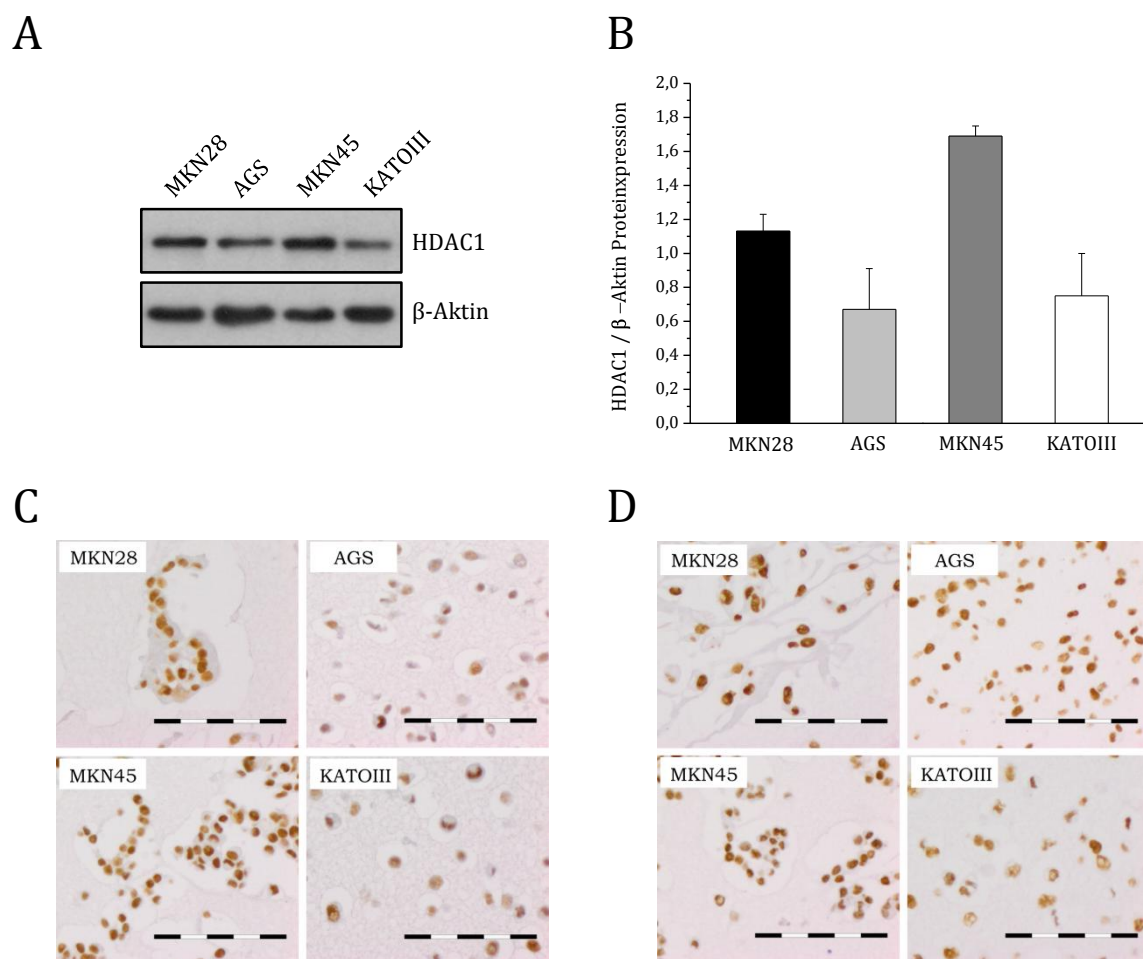 A
MKN28
AGS
MKN45
KATOIII
HDAC1
β-Aktin
B
HDAC1 / β –Aktin Proteinxpression
2,0
1,8
1,6
1,4
1,2
1,0
0,8
0,6
0,4
0,2
0,0
MKN28 AGS MKN45 KATOIII
C
MKN28 AGS
MKN45 KATOIII
D
MKN28 AGS
MKN45 KATOIII